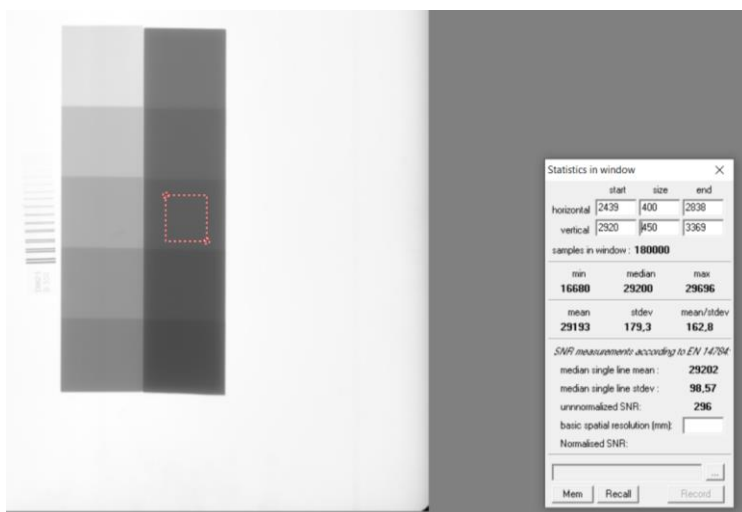 Statistics in window
start size end
horizontal 2439 400 2838
vertical 2920 450 3369
samples in window : 180000
min median max
16680 29200 29696
mean stdev mean/stdev
29193 179,3 162,8
SNR measurements according to EN 14784:
median single line mean : 29202
median single line stdev : 98,57
unnnormalized SNR: 296
basic spatial resolution (mm):
Normalised SNR:
...
Mem Recall Record